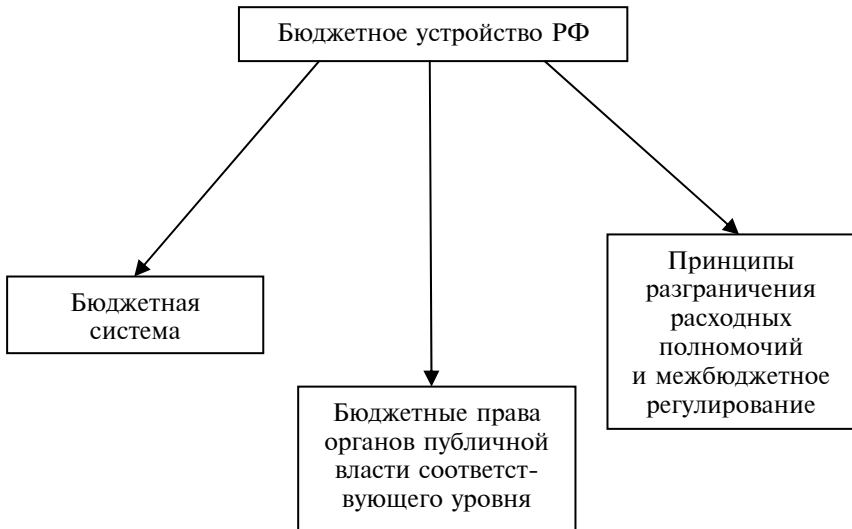 Бюджетное устройство РФ
Бюджетная
система
Бюджетные права
органов публичной
власти соответст-
вующего уровня
Принципы
разграничения
расходных
полномочий
и межбюджетное
регулирование